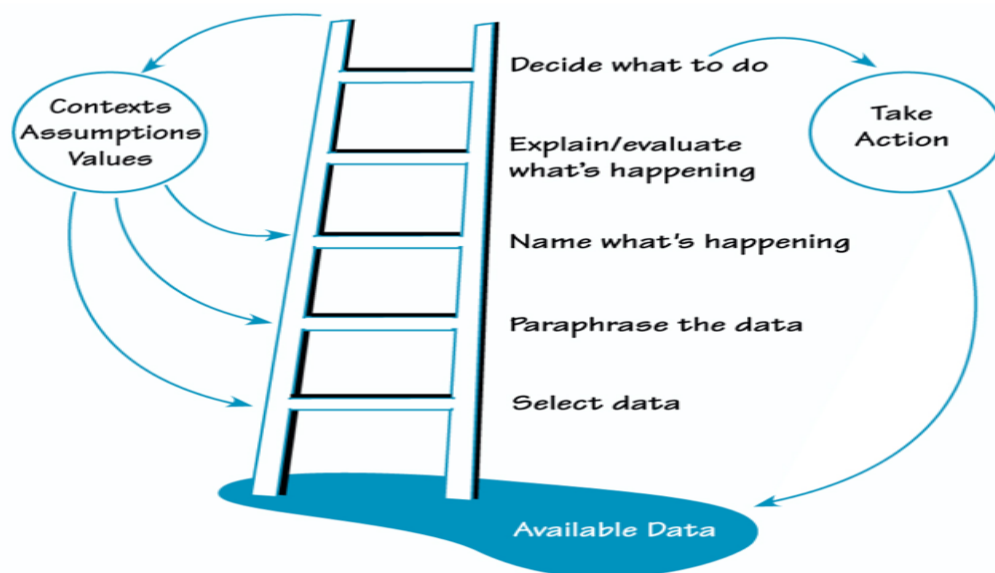 Decide what to do
Contexts
Assumptions
Values
Take
Action
Explain/evaluate
what's happening
Name what's happening
Paraphrase the data
Select data
Available Data